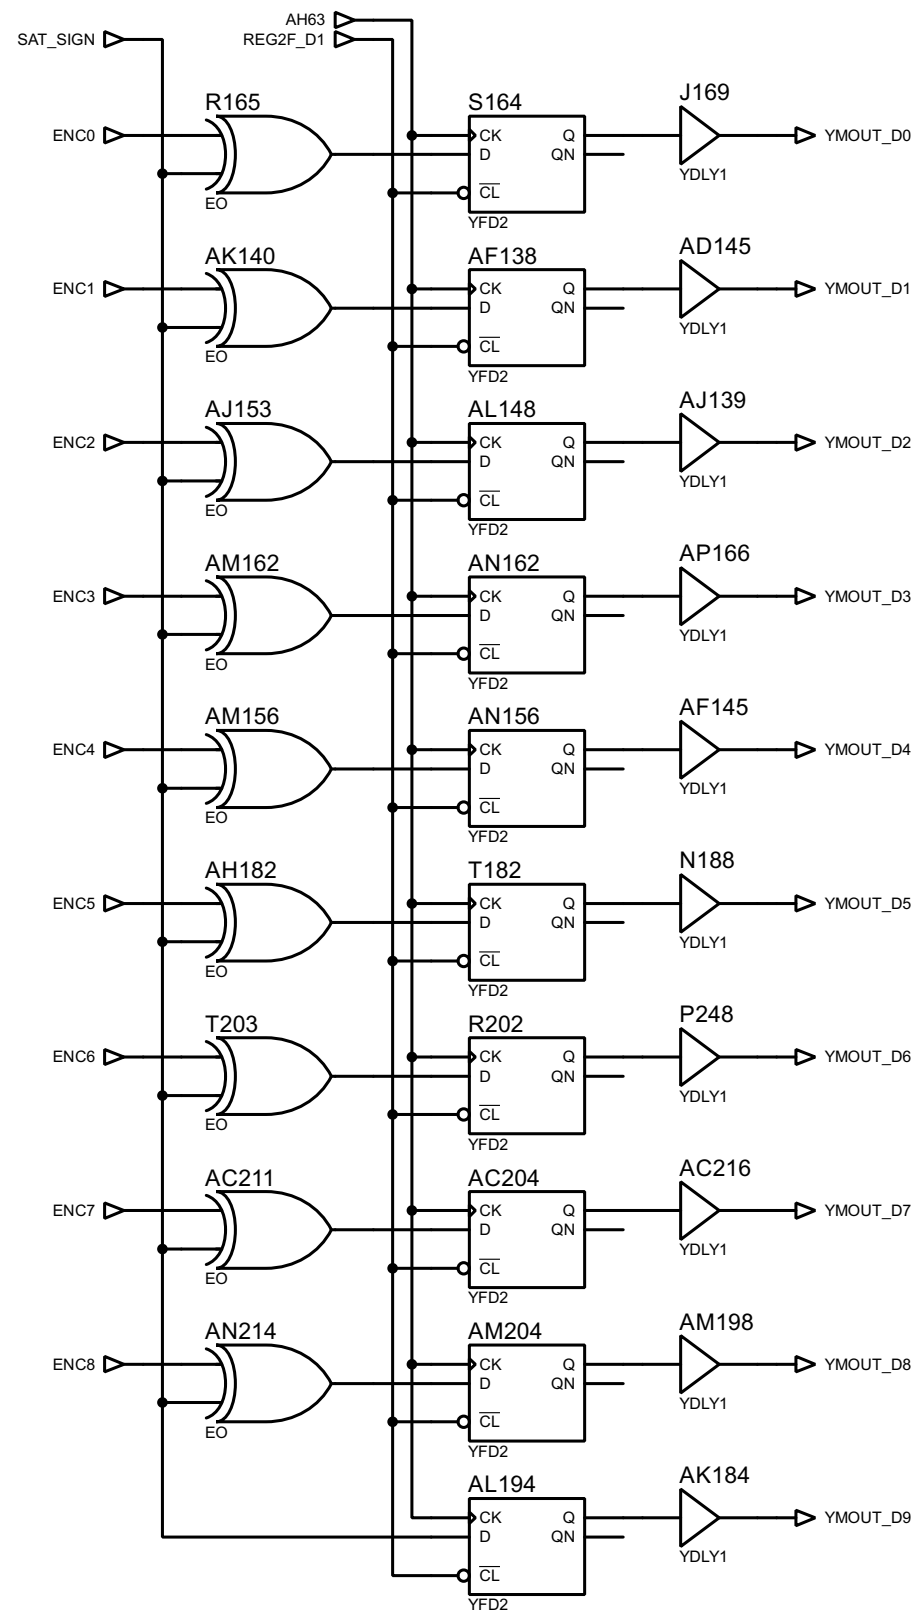 AH63
SAT_SIGN REG2F_D1
R165 S164 J169
ENC0 CK Q YMOUT_D0
D QN
YDLY1
CL
EO YFD2
AK140 AF138 AD145
ENC1 CK Q YMOUT_D1
D QN
YDLY1
CL
EO YFD2
AJ153 AL148 AJ139
ENC2 CK Q YMOUT_D2
D QN
YDLY1
CL
EO YFD2
AM162 AN162 AP166
ENC3 CK Q YMOUT_D3
D QN
YDLY1
CL
EO YFD2
AM156 AN156 AF145
ENC4 CK Q YMOUT_D4
D QN
YDLY1
CL
EO YFD2
AH182 T182 N188
ENC5 CK Q YMOUT_D5
D QN
YDLY1
CL
EO YFD2
T203 R202 P248
ENC6 CK Q YMOUT_D6
D QN
YDLY1
CL
EO YFD2
AC211 AC204 AC216
ENC7 CK Q YMOUT_D7
D QN
YDLY1
CL
EO YFD2
AN214 AM204 AM198
ENC8 CK Q YMOUT_D8
D QN
YDLY1
CL
EO YFD2
AL194 AK184
CK Q YMOUT_D9
D QN
YDLY1
CL
YFD2